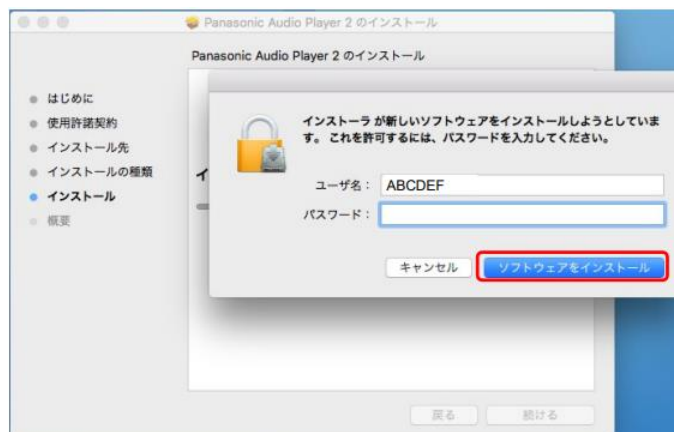 Panasonic Audio Player 2 のインストール
Panasonic Audio Player 2 のインストール
はじめに
使用許諾契約
インストール先
インストールの種類
インストール
概要
イ
インストーラ が新しいソフトウェアをインストールしようとしていま
す。これを許可するには、パスワードを入力してください。
ユーザ名： ABCDEF
パスワード：
キャンセル ソフトウェアをインストール
戻る 続ける